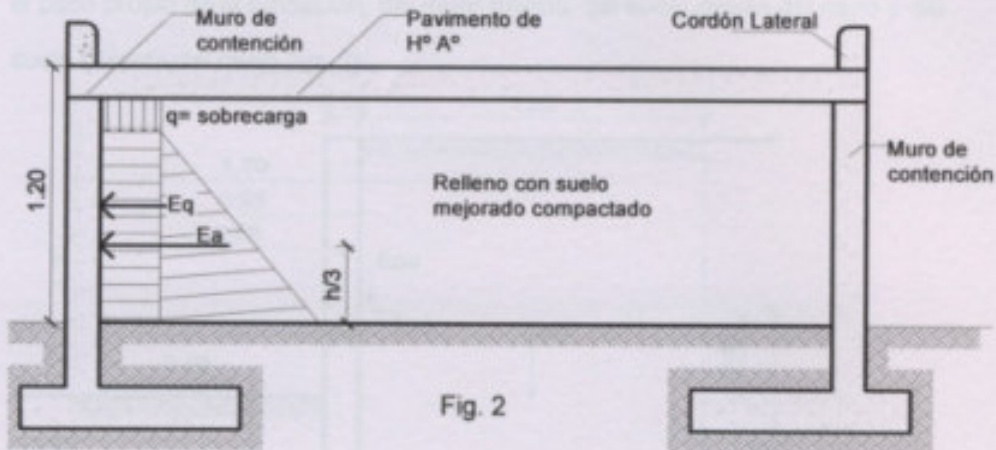 Muro de
contención
Pavimento de
Hº Aº
Cordón Lateral
q= sobrecarga
1.20
Eq
Ea
h/3
Relleno con suelo
mejorado compactado
Muro de
contención
Fig. 2